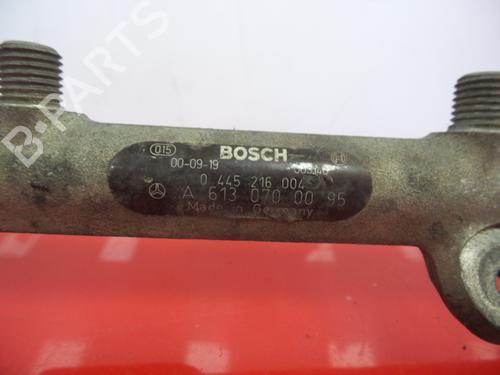 015 BOSCH
00-09-19
0 445 216 004
A 613 070 00 95
Made in Germany
B-PARTS